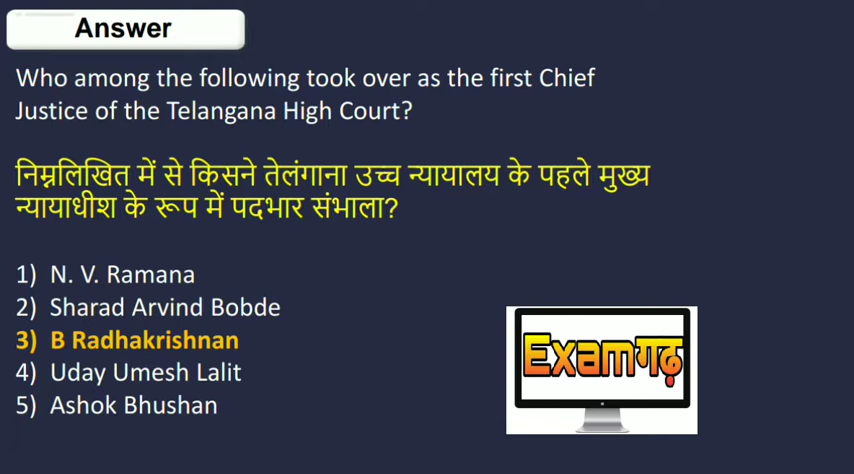 Answer
Who among the following took over as the first Chief
Justice of the Telangana High Court?
निम्नलिखित में से किसने तेलंगाना उच्च न्यायालय के पहले मुख्य
न्यायाधीश के रूप में पदभार संभाला?
1) N. V. Ramana
2) Sharad Arvind Bobde
3) B Radhakrishnan
4) Uday Umesh Lalit
5) Ashok Bhushan
Examगढ़